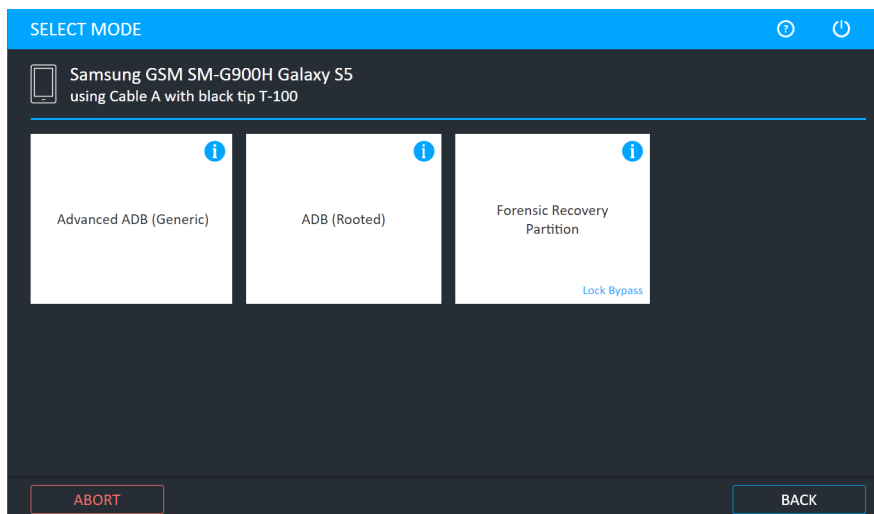 SELECT MODE
Samsung GSM SM-G900H Galaxy S5
using Cable A with black tip T-100
Advanced ADB (Generic)
ADB (Rooted)
Forensic Recovery
Partition
Lock Bypass
ABORT
BACK